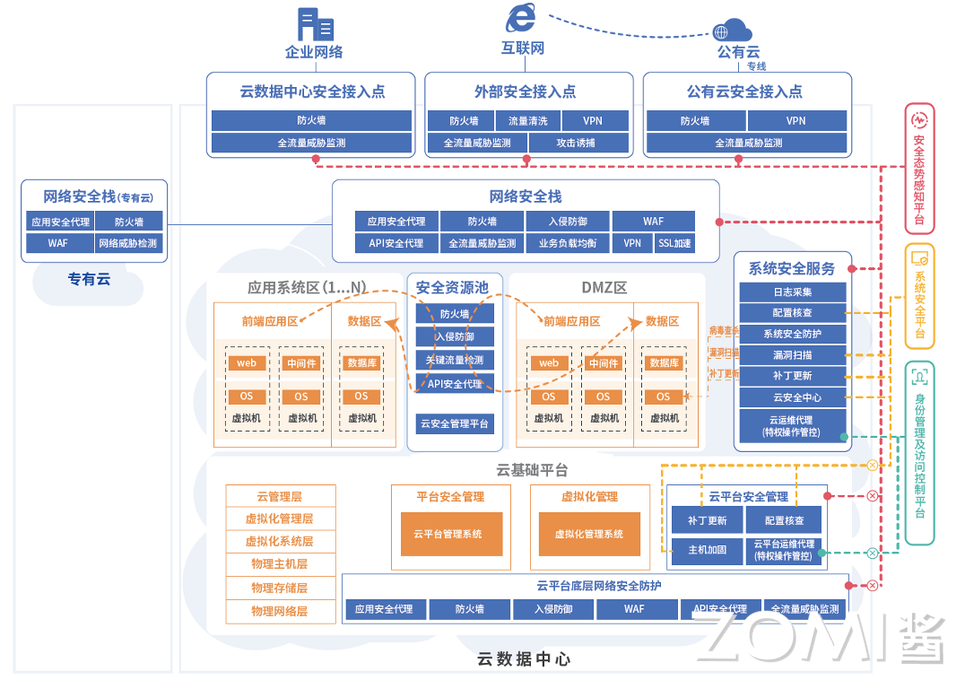 企业网络
互联网
公有云
专线
云数据中心安全接入点
防火墙
全流量威胁监测
外部安全接入点
防火墙
流量清洗
VPN
全流量威胁监测
攻击诱捕
公有云安全接入点
防火墙
VPN
全流量威胁监测
安全态势感知平台
网络安全栈(专有云)
应用安全代理
防火墙
WAF
网络威胁检测
专有云
网络安全栈
应用安全代理
防火墙
入侵防御
WAF
API安全代理
全流量威胁监测
业务负载均衡
VPN
SSL加速
系统安全平台
应用系统区(1...N)
前端应用区
数据区
web
中间件
数据库
OS
OS
OS
虚拟机
虚拟机
虚拟机
安全资源池
防火墙
入侵防御
关键流量检测
API安全代理
云安全管理平台
DMZ区
前端应用区
数据区
web
中间件
数据库
OS
OS
OS
虚拟机
虚拟机
虚拟机
病毒查杀
漏洞扫描
补丁更新
系统安全服务
日志采集
配置核查
系统安全防护
漏洞扫描
补丁更新
云安全中心
云运维代理
(特权操作管控)
身份管理及访问控制平台
云基础平台
云管理层
虚拟化管理层
虚拟化系统层
物理主机层
物理存储层
物理网络层
平台安全管理
云平台管理系统
虚拟化管理
虚拟化管理系统
云平台安全管理
补丁更新
配置核查
主机加固
云平台运维代理
(特权操作管控)
云平台底层网络安全防护
应用安全代理
防火墙
入侵防御
WAF
API安全代理
全流量威胁监测
云数据中心
ZOMI酱